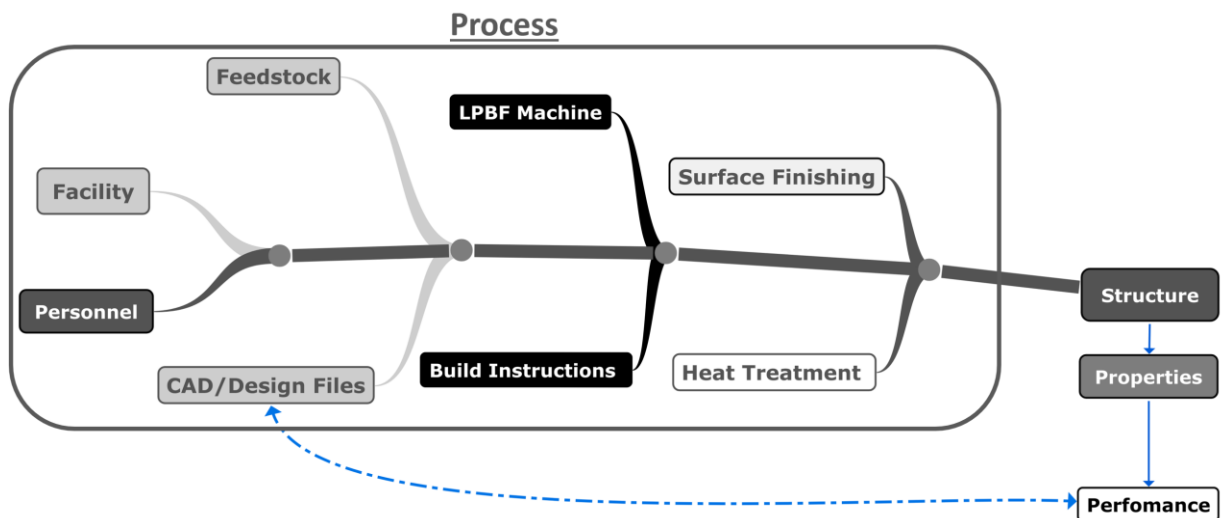 Process
Feedstock
LPBF Machine
Surface Finishing
Facility
Personnel
CAD/Design Files
Build Instructions
Heat Treatment
Structure
Properties
Perfomance